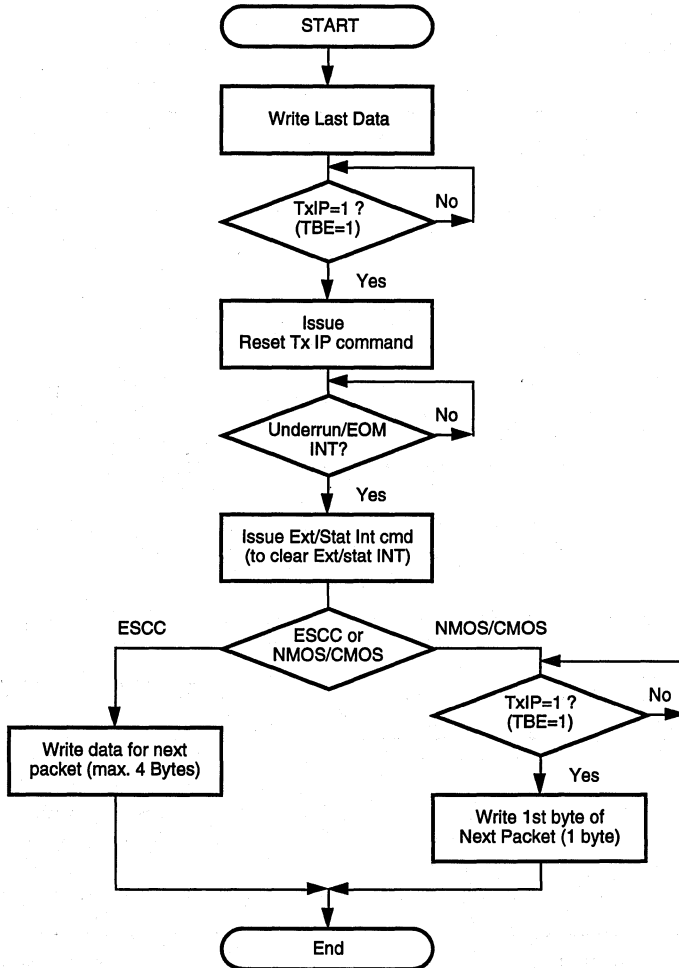 START
Write Last Data
TxIP=1 ?
(TBE=1)
No
Yes
Issue
Reset Tx IP command
Underrun/EOM
INT?
No
Yes
Issue Ext/Stat Int cmd
(to clear Ext/stat INT)
ESCC
ESCC or
NMOS/CMOS
NMOS/CMOS
TxIP=1 ?
(TBE=1)
No
Yes
Write data for next
packet (max. 4 Bytes)
Write 1st byte of
Next Packet (1 byte)
End